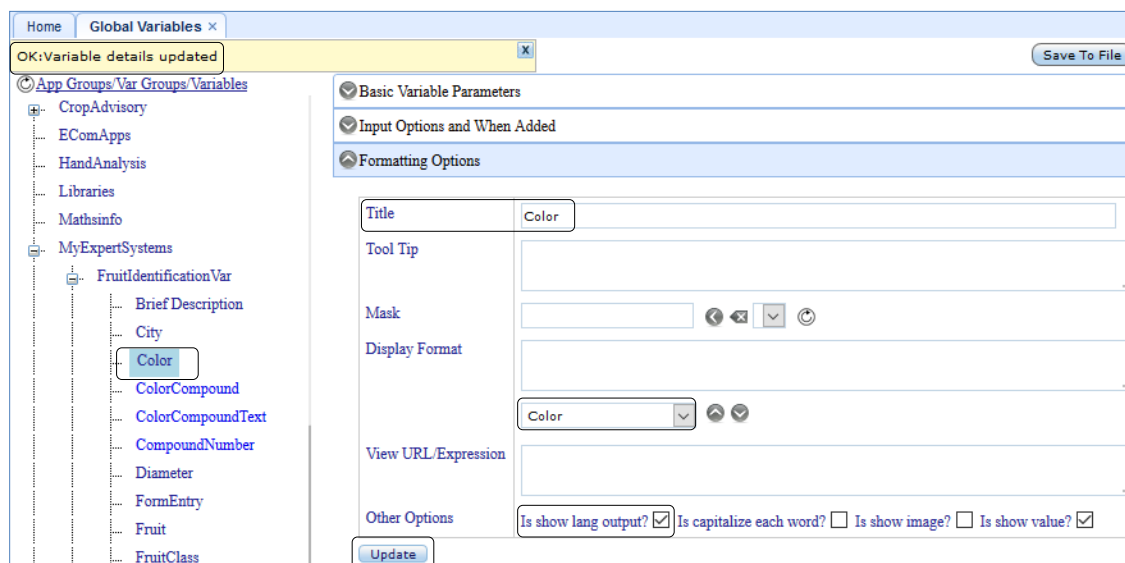 Home Global Variables ×
OK:Variable details updated x
Save To File
App Groups/Var Groups/Variables
CropAdvisory
EComApps
HandAnalysis
Libraries
Mathsinfo
MyExpertSystems
FruitIdentificationVar
Brief Description
City
Color
ColorCompound
ColorCompoundText
CompoundNumber
Diameter
FormEntry
Fruit
FruitClass
Basic Variable Parameters
Input Options and When Added
Formatting Options
Title Color
Tool Tip
Mask
Display Format
Color
View URL/Expression
Other Options Is show lang output? Is capitalize each word? Is show image? Is show value?
Update